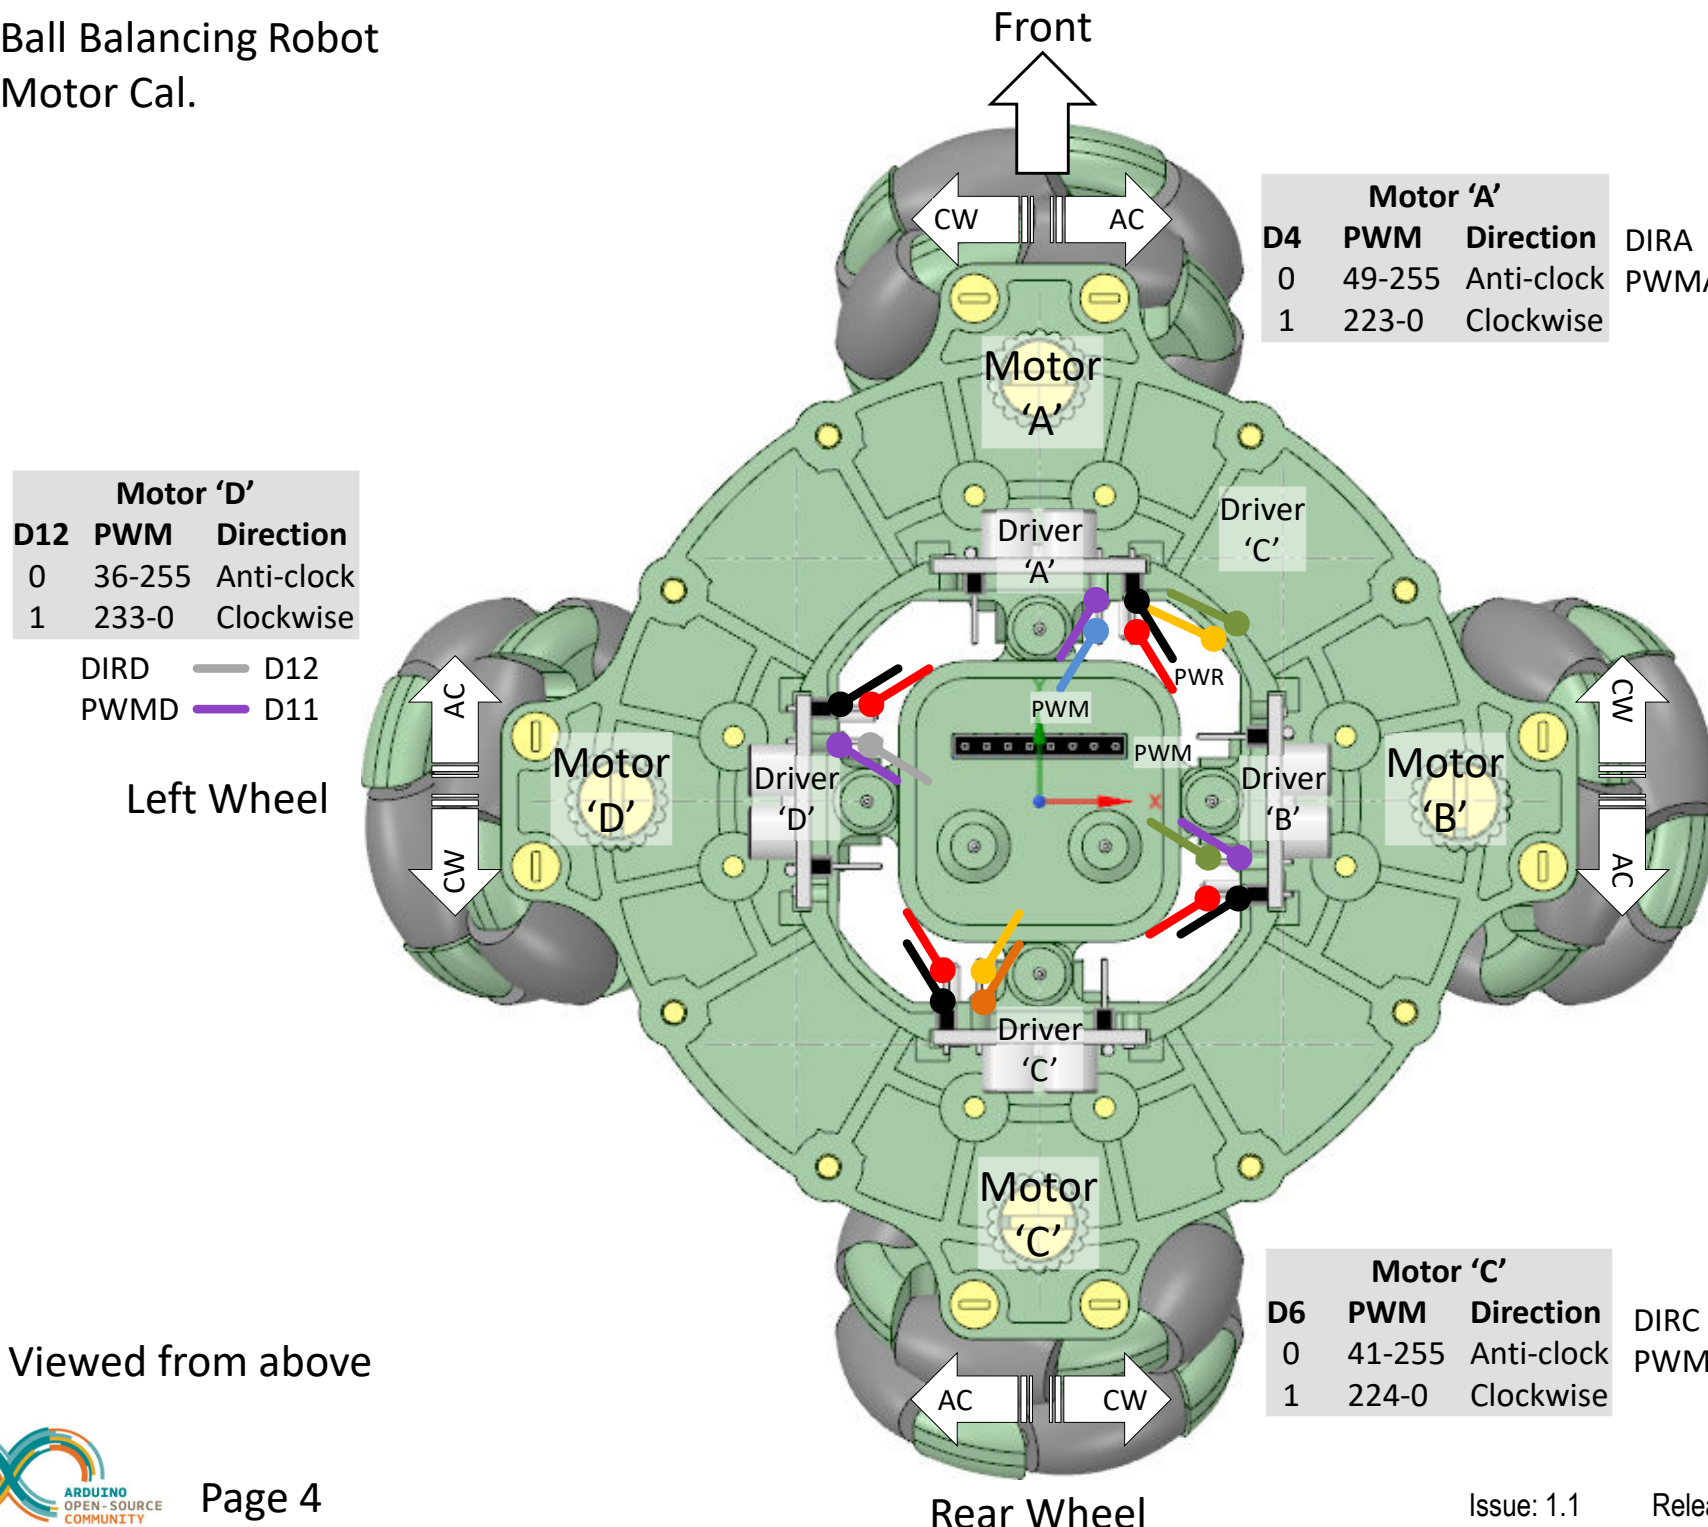 Ball Balancing Robot
Motor Cal.
Front
CW
AC
Motor ‘A’
D4 PWM Direction
0 49-255 Anti-clock
1 223-0 Clockwise
DIRA
Motor
‘A’
Driver
‘A’
Driver
‘C’
Motor ‘D’
D12 PWM Direction
0 36-255 Anti-clock
1 233-0 Clockwise
DIRD D12
PWMD D11
Left Wheel
AC
CW
Motor
‘D’
Driver
‘D’
PWR
PWM
PWM
X
Driver
‘B’
Motor
‘B’
CW
AC
Driver
‘C’
Motor
‘C’
AC
CW
Motor ‘C’
D6 PWM Direction
0 41-255 Anti-clock
1 224-0 Clockwise
DIRC
Viewed from above
ARDUINO
OPEN-SOURCE
COMMUNITY
Page 4
Rear Wheel
Issue: 1.1